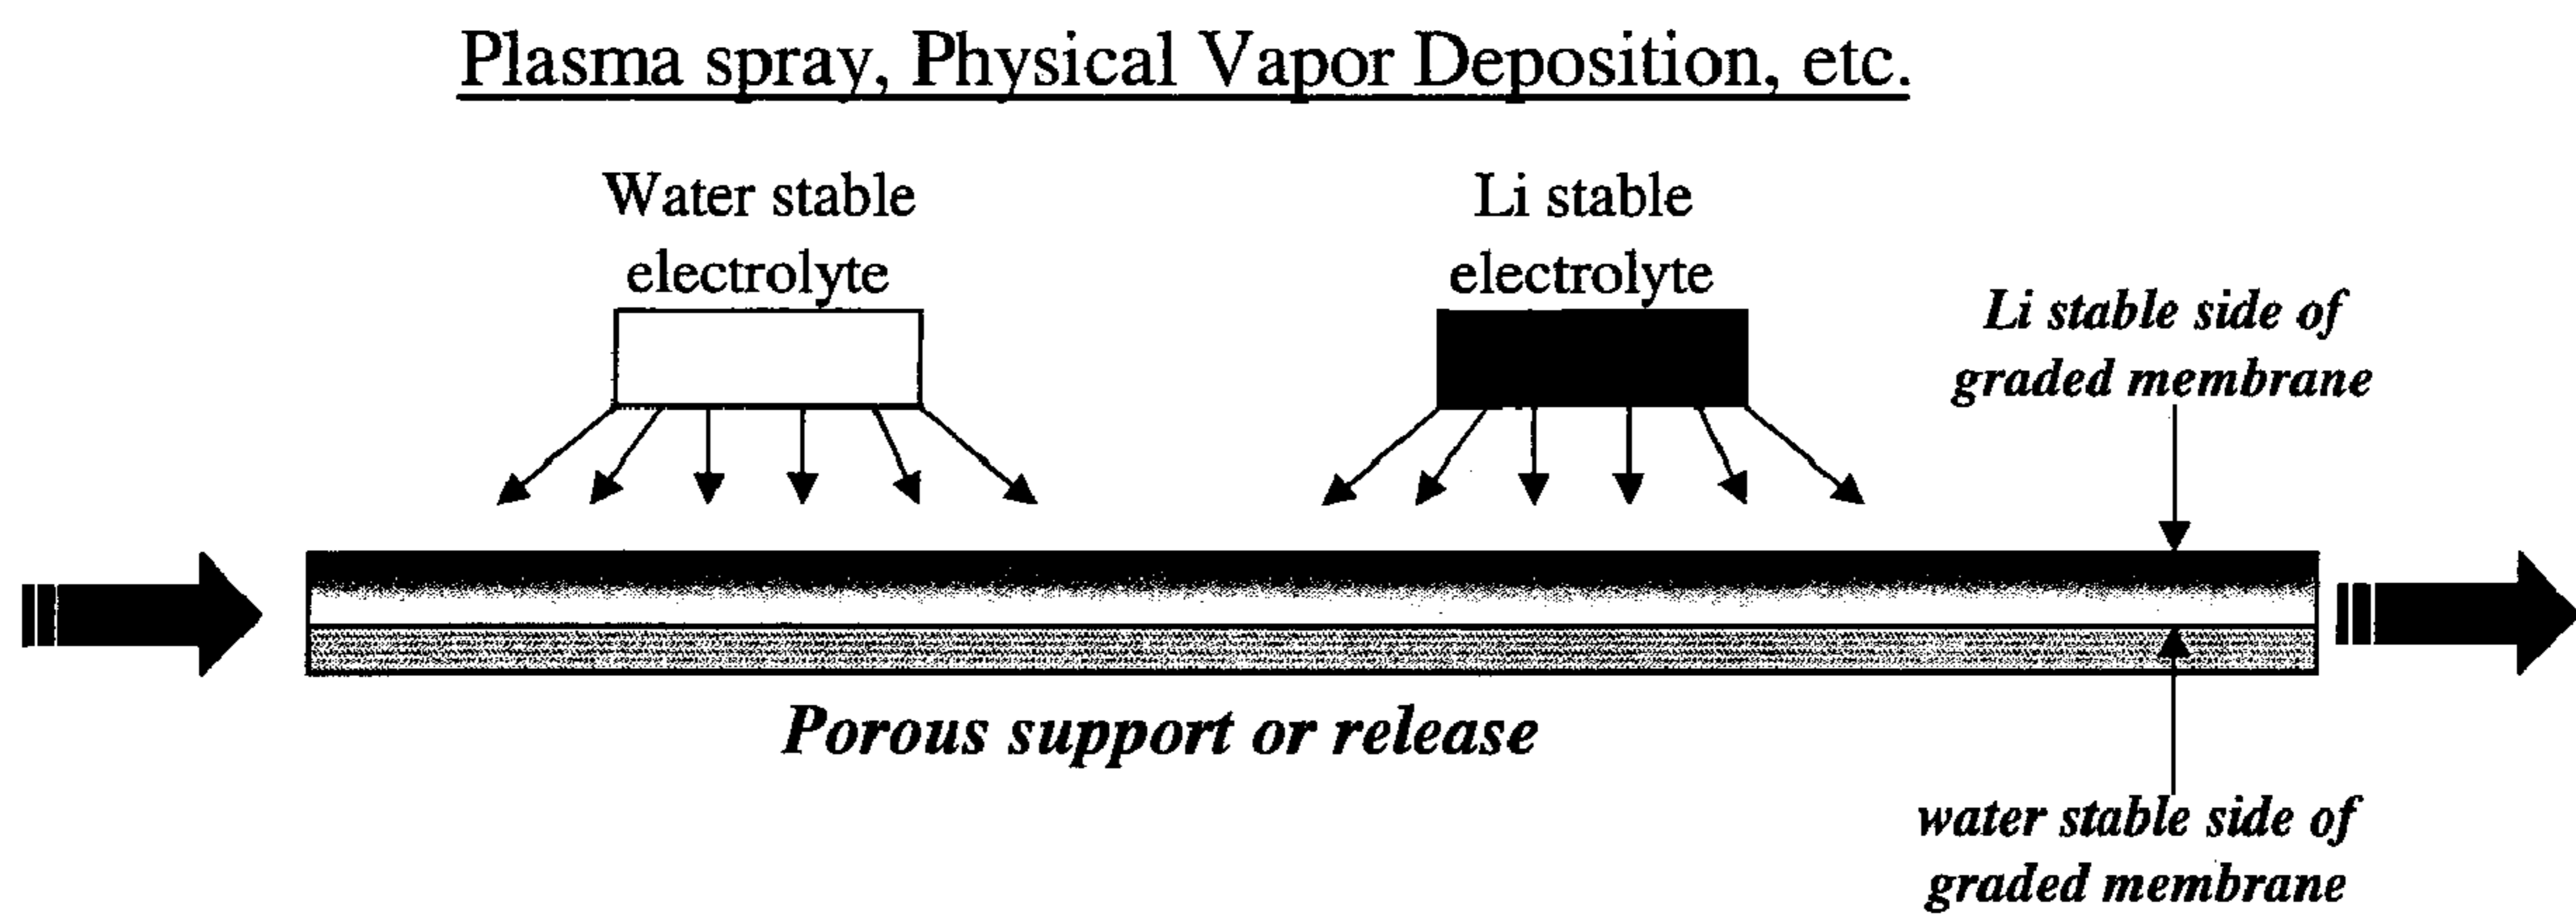 Plasma spray, Physical Vapor Deposition, etc.
Water stable
electrolyte
Li stable
electrolyte
Li stable side of
graded membrane
Porous support or release
water stable side of
graded membrane